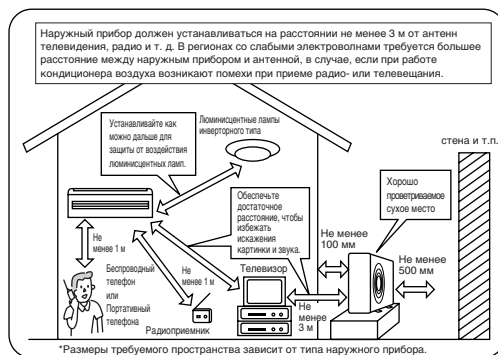 Наружный прибор должен устанавливаться на расстоянии не менее 3 м от антенн
телевидения, радио и т. д. В регионах со слабыми электроволнами требуется большее
расстояние между наружным прибором и антенной, в случае, если при работе
кондиционера воздуха возникают помехи при приеме радио- или телевещания.
Устанавливайте как
можно дальше для
защиты от воздействия
люминисцентных ламп.
Люминисцентные лампы
инверторного типа
стена и т.п.
Обеспечьте
достаточное
расстояние, чтобы
избежать
искажения
картинки и звука.
Хорошо
проветриваемое
сухое место
Не
менее 1 м
Беспроводный
телефон
или
Портативный
телефона
Не
менее 1 м
Радиоприемник
Телевизор
Не менее
100 мм
Не менее
500 мм
Не
менее
3 м
*Размеры требуемого пространства зависит от типа наружного прибора.